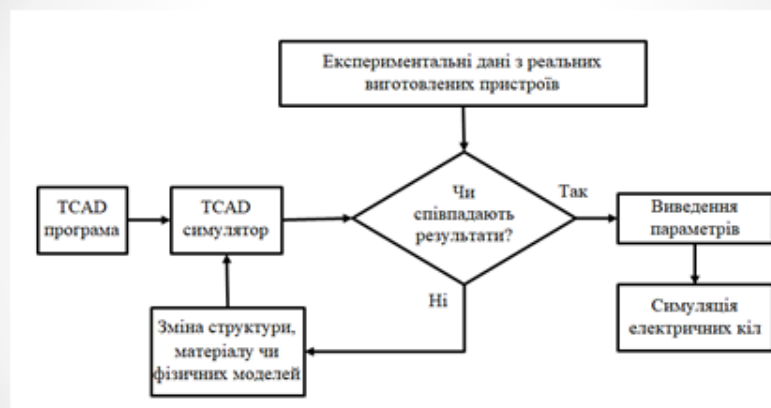 Експериментальні дані з реальних
виготовлених пристроїв
TCAD
програма
TCAD
симулятор
Чи
співпадають
результати?
Так
Виведення
параметрів
Ні
Зміна структури,
матеріалу чи
фізичних моделей
Симуляція
електричних кіл